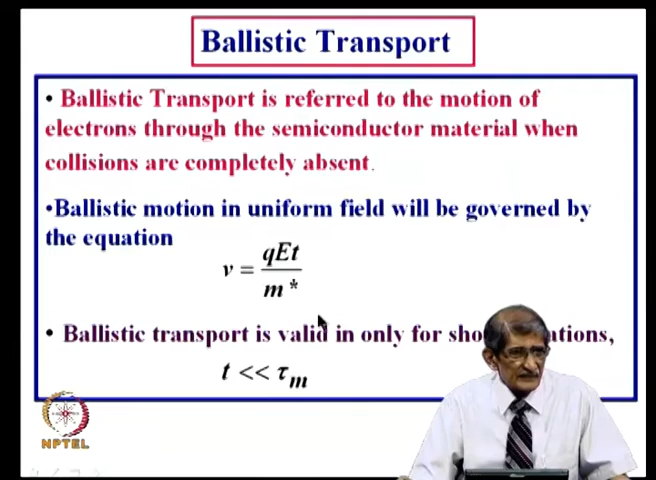 Ballistic Transport
• Ballistic Transport is referred to the motion of
electrons through the semiconductor material when
collisions are completely absent.
•Ballistic motion in uniform field will be governed by
the equation
v = qEt / m*
• Ballistic transport is valid in only for
t << τm
NPTEL